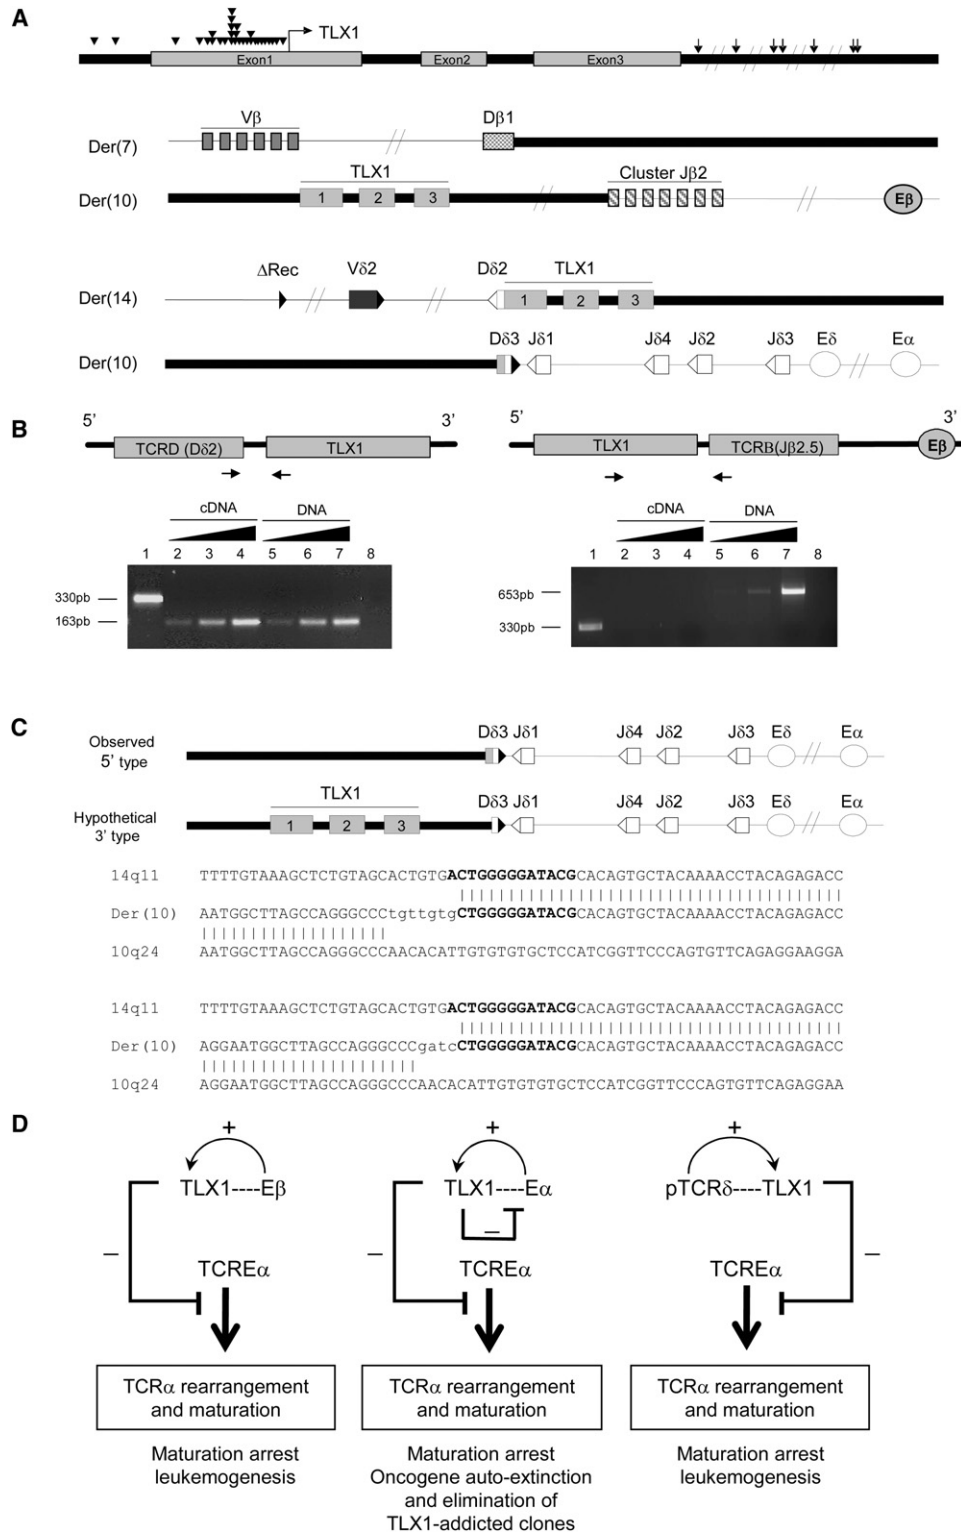 A
TLX1
Exon1 Exon2 Exon3
Vβ Dβ1
Der(7)
TLX1 Cluster Jβ2
Der(10) 1 2 3 Eβ
ΔRec Vδ2 Dδ2 TLX1
Der(14) 1 2 3
Dδ3 Jδ1 Jδ4 Jδ2 Jδ3 Eδ Eα
Der(10)
B
5’ 3’
TCRD (Dδ2) TLX1
cDNA DNA
1 2 3 4 5 6 7 8
330pb
163pb
5’ 3’
TLX1 TCRB(Jβ2.5) Eβ
cDNA DNA
1 2 3 4 5 6 7 8
653pb
330pb
C
Dδ3 Jδ1 Jδ4 Jδ2 Jδ3 Eδ Eα
Observed
5’ type
TLX1 Dδ3 Jδ1 Jδ4 Jδ2 Jδ3 Eδ Eα
Hypothetical
3’ type
1 2 3
14q11 TTTTGTAAAGCTCTGTAGCACTGTGACTGGGGGATACGCACAGTGCTACAAAACCTACAGAGACC
Der(10) AATGGCTTAGCCAGGGCCCtgttgtgCTGGGGGATACGCACAGTGCTACAAAACCTACAGAGACC
10q24 AATGGCTTAGCCAGGGCCCAACACATTGTGTGTGCTCCATCGGTTCCCAGTGTTCAGAGGAAGGA
14q11 TTTTGTAAAGCTCTGTAGCACTGTGACTGGGGGATACGCACAGTGCTACAAAACCTACAGAGACC
Der(10) AGGAATGGCTTAGCCAGGGCCCgatcCTGGGGGATACGCACAGTGCTACAAAACCTACAGAGACC
10q24 AGGAATGGCTTAGCCAGGGCCCAACACATTGTGTGTGCTCCATCGGTTCCCAGTGTTCAGAGGAA
D
+
TLX1----Eβ
–
TCREα
TCRα rearrangement
and maturation
Maturation arrest
leukemogenesis
+
TLX1----Eα
–
–
TCREα
TCRα rearrangement
and maturation
Maturation arrest
Oncogene auto-extinction
and elimination of
TLX1-addicted clones
+
pTCRδ----TLX1
–
TCREα
TCRα rearrangement
and maturation
Maturation arrest
leukemogenesis